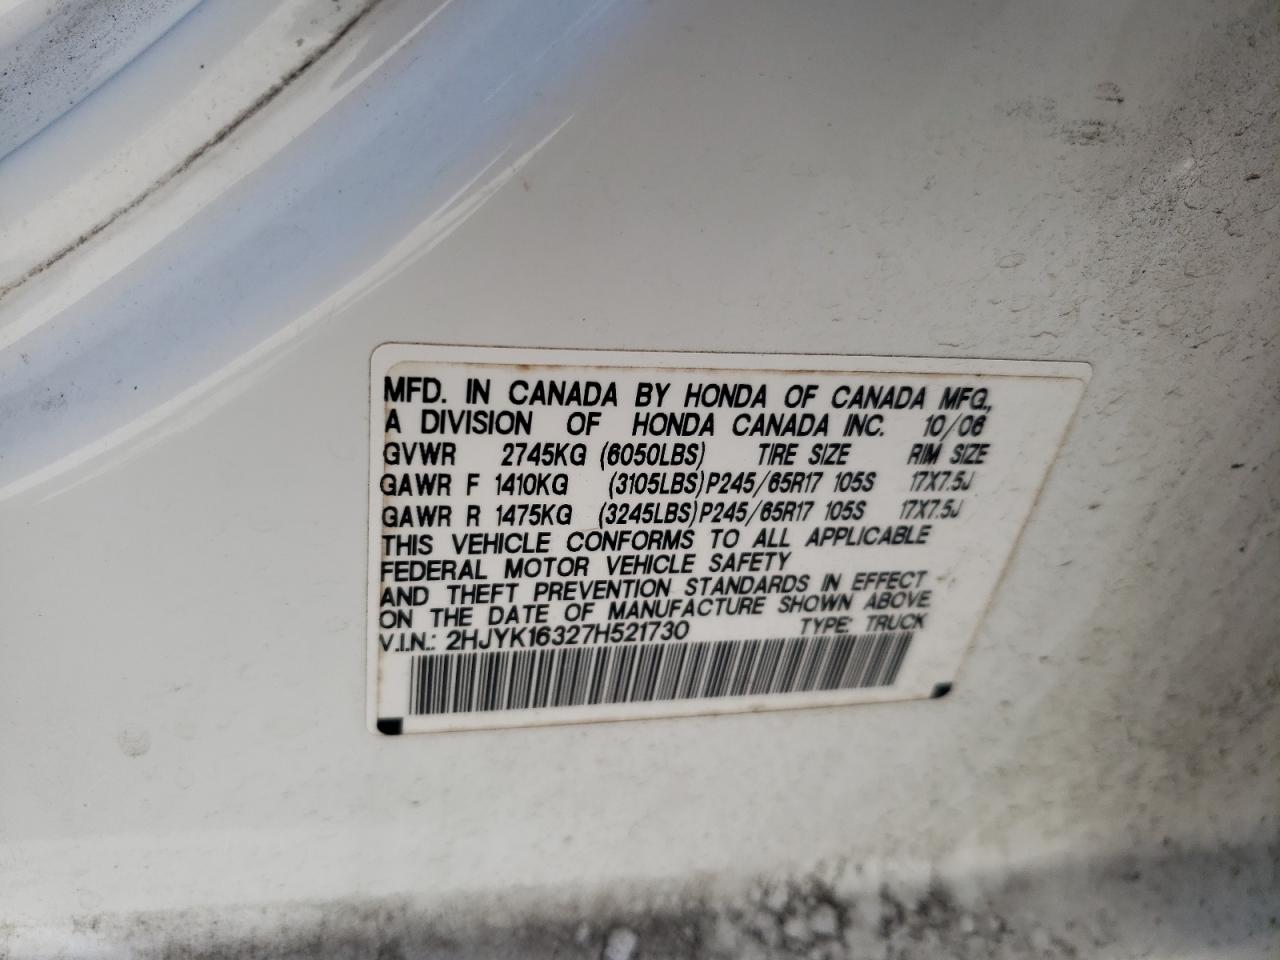 MFD. IN CANADA BY HONDA OF CANADA MFG.,
A DIVISION OF HONDA CANADA INC. 10/06
GVWR 2745KG (6050LBS) TIRE SIZE RIM SIZE
GAWR F 1410KG (3105LBS) P245/65R17 105S 17X7.5J
GAWR R 1475KG (3245LBS) P245/65R17 105S 17X7.5J
THIS VEHICLE CONFORMS TO ALL APPLICABLE
FEDERAL MOTOR VEHICLE SAFETY
AND THEFT PREVENTION STANDARDS IN EFFECT
ON THE DATE OF MANUFACTURE SHOWN ABOVE
V.I.N.: 2HJYK16327H521730 TYPE: TRUCK